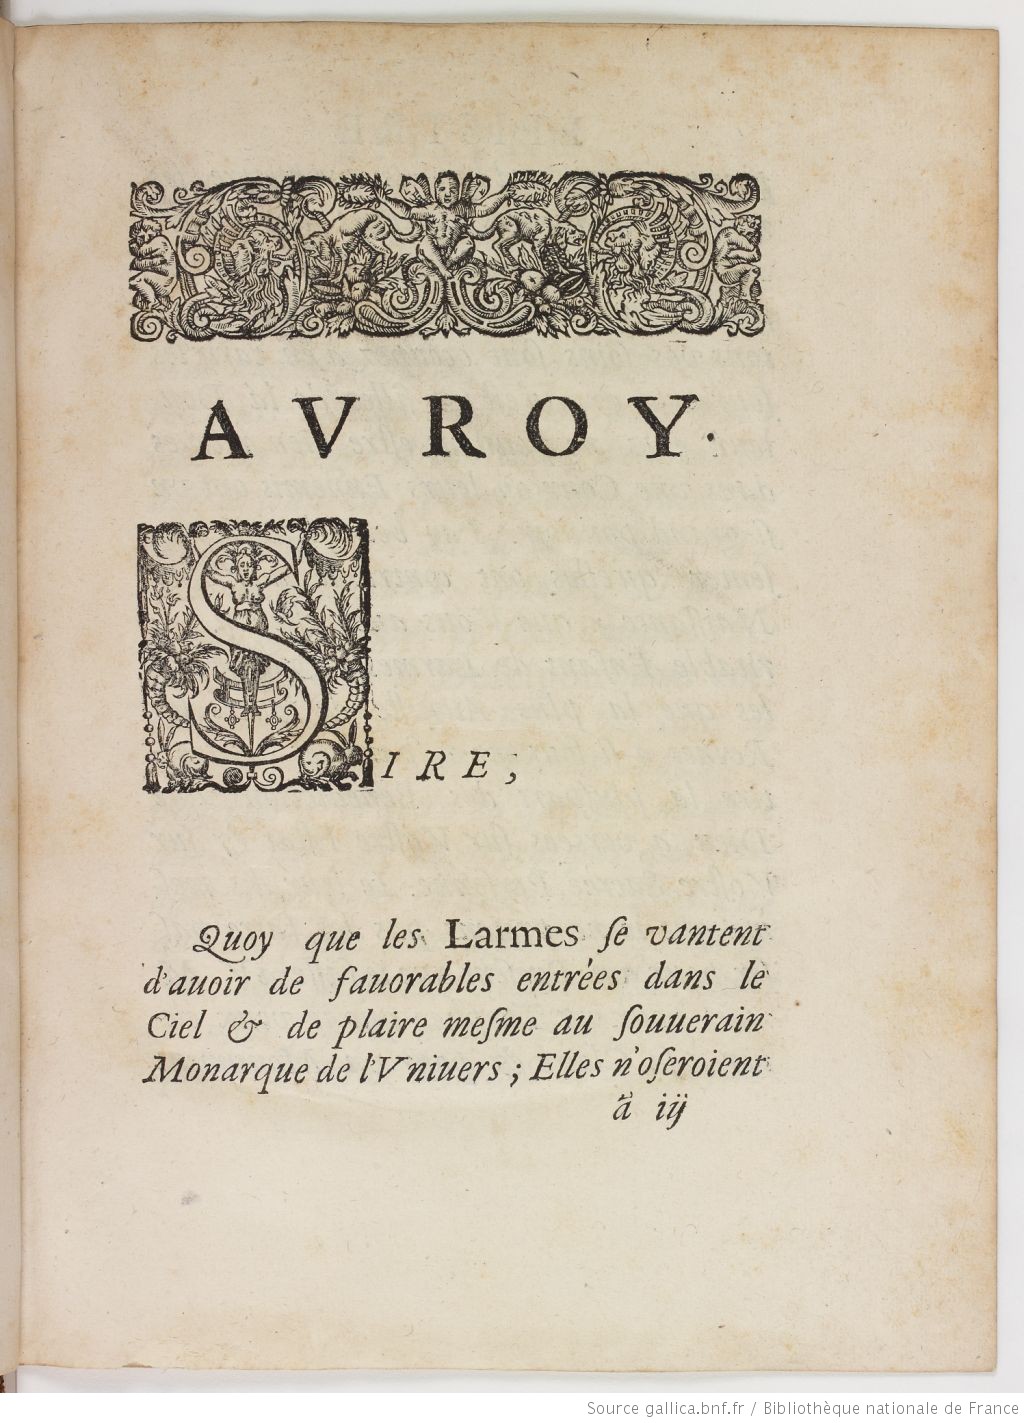 AV ROY.
SIRE,
Quoy que les Larmes ſe vantent
d'auoir de fauorables entrées dans le
Ciel & de plaire meſme au ſouuerain
Monarque de l'Vniuers ; Elles n'oſeroient
ã iij
Source gallica.bnf.fr / Bibliothèque nationale de France